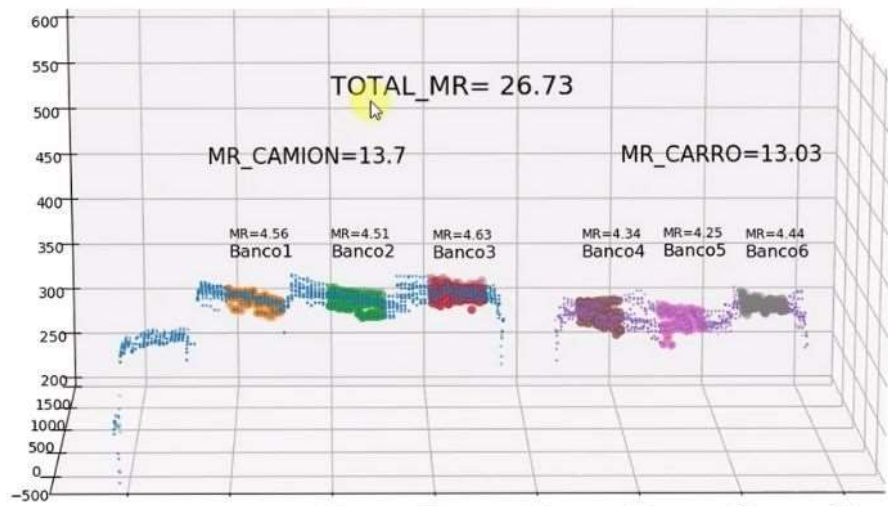 600
550
TOTAL_MR= 26.73
500
450
MR_CAMION=13.7
MR_CARRO=13.03
400
350
MR=4.56
Banco1
MR=4.51
Banco2
MR=4.63
Banco3
MR=4.34
Banco4
MR=4.25
Banco5
MR=4.44
Banco6
300
250
200
1500
1000
500
0
−500